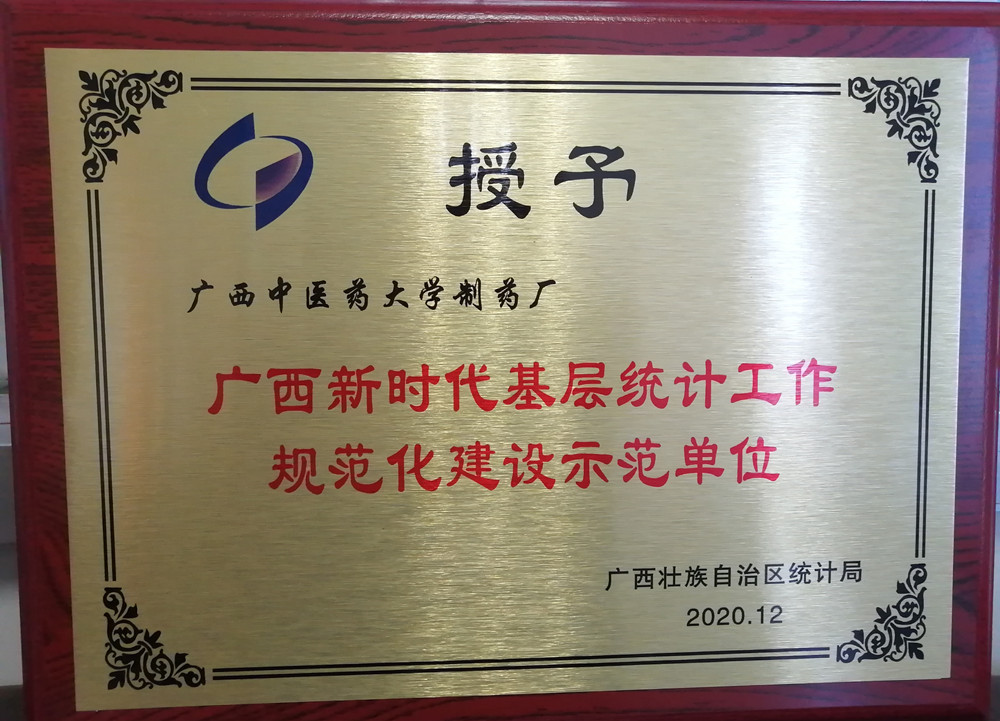 授予
广西中医药大学制药厂
广西新时代基层统计工作
规范化建设示范单位
广西壮族自治区统计局
2020.12